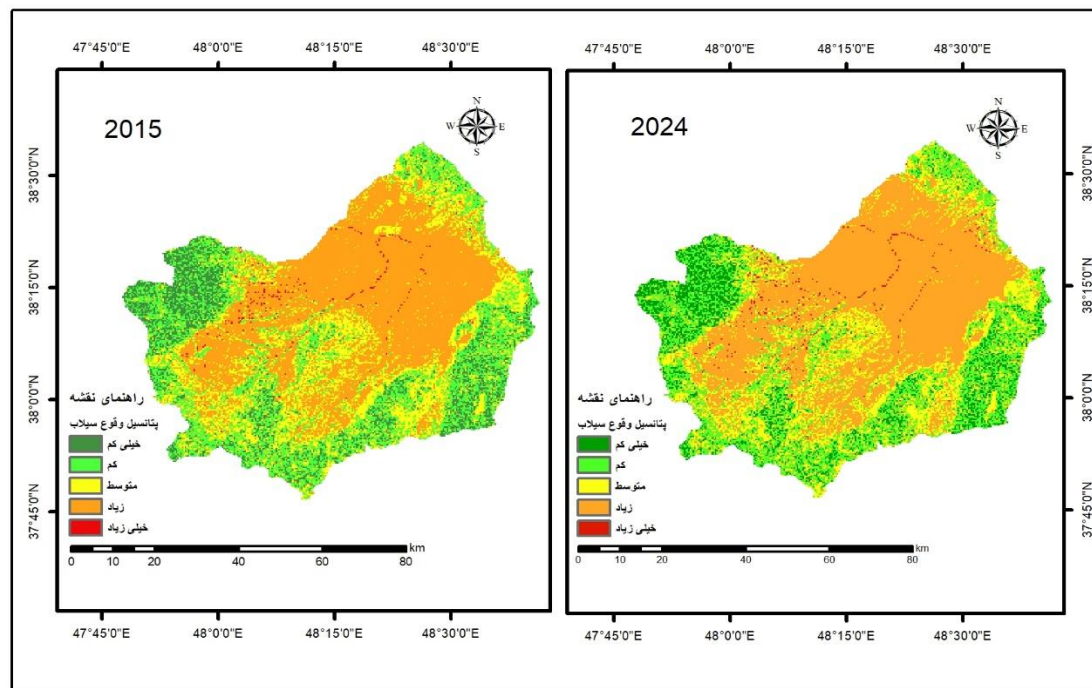 47°45'0"E 48°0'0"E 48°15'0"E 48°30'0"E
2015
N
W E
S
38°30'0"N
38°15'0"N
38°0'0"N
37°45'0"N
راهنمای نقشه
پتانسیل وقوع سیلاب
خیلی کم
کم
متوسط
زیاد
خیلی زیاد
km
0 10 20 40 60 80
47°45'0"E 48°0'0"E 48°15'0"E 48°30'0"E
47°45'0"E 48°0'0"E 48°15'0"E 48°30'0"E
2024
N
W E
S
38°30'0"N
38°15'0"N
38°0'0"N
37°45'0"N
راهنمای نقشه
پتانسیل وقوع سیلاب
خیلی کم
کم
متوسط
زیاد
خیلی زیاد
km
0 10 20 40 60 80
47°45'0"E 48°0'0"E 48°15'0"E 48°30'0"E